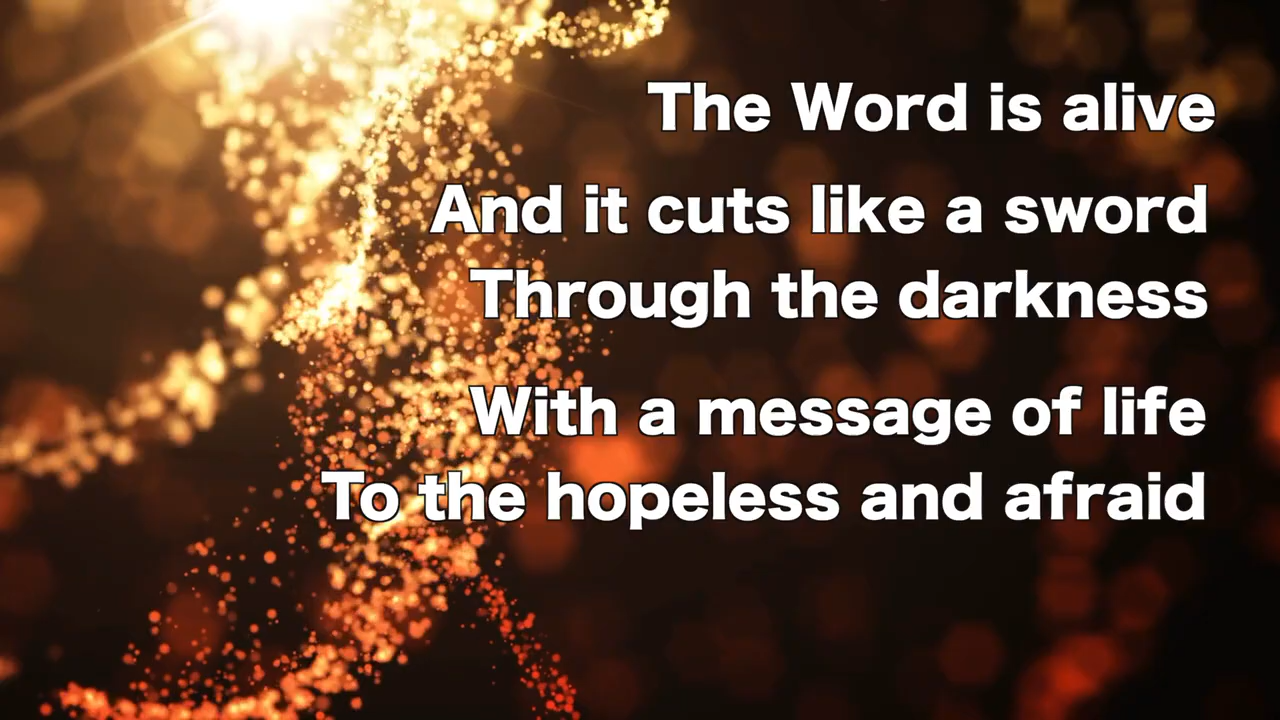 The Word is alive
And it cuts like a sword
Through the darkness
With a message of life
To the hopeless and afraid